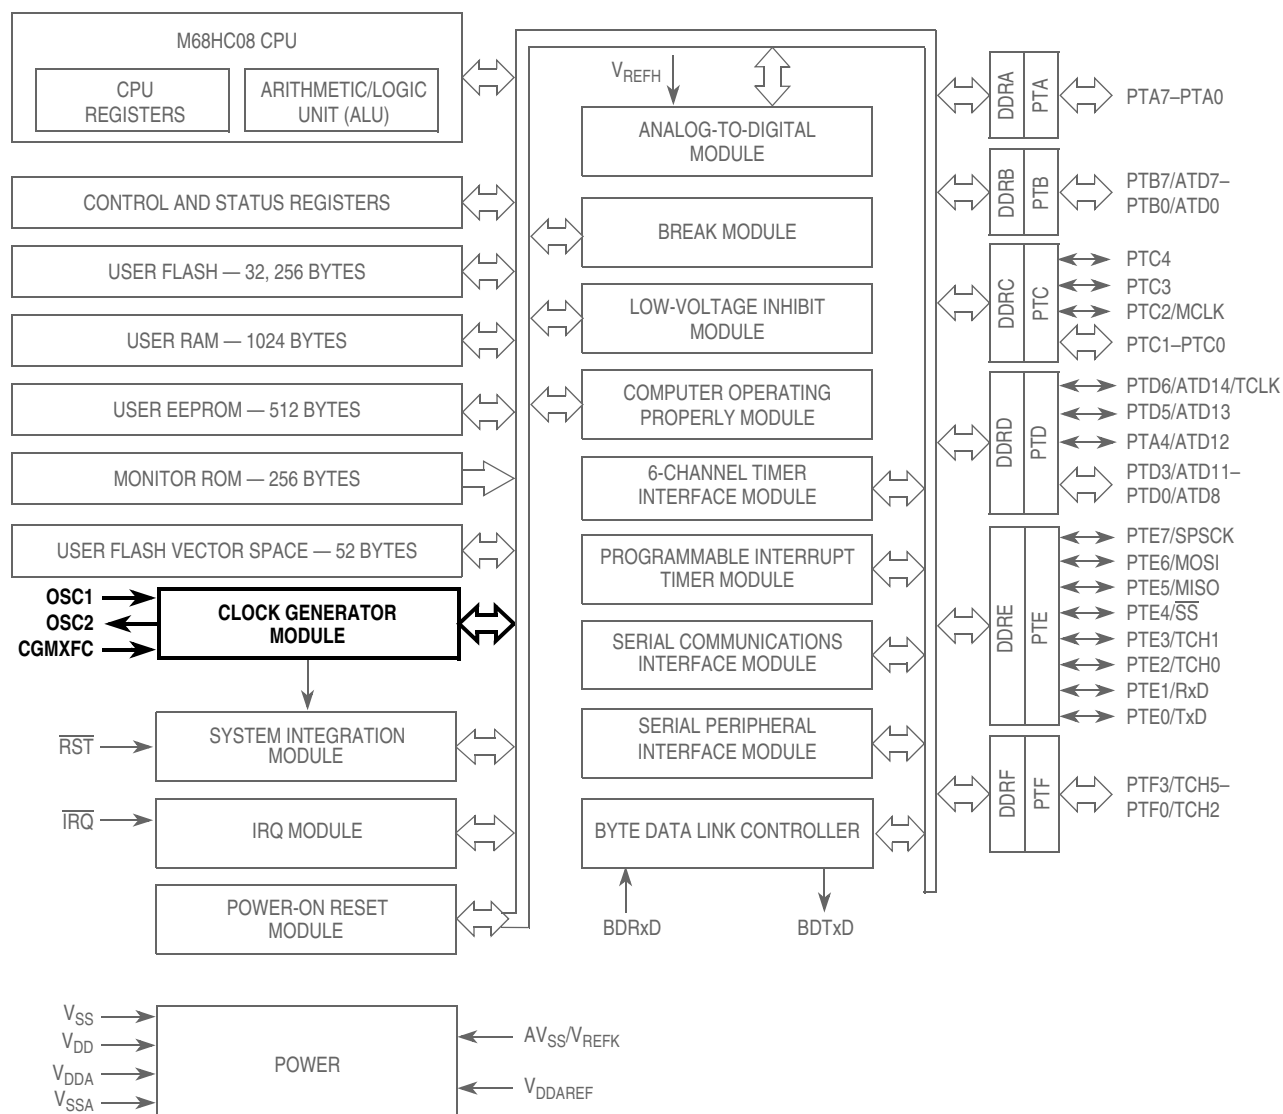 M68HC08 CPU
CPU
REGISTERS
ARITHMETIC/LOGIC
UNIT (ALU)
CONTROL AND STATUS REGISTERS
USER FLASH — 32, 256 BYTES
USER RAM — 1024 BYTES
USER EEPROM — 512 BYTES
MONITOR ROM — 256 BYTES
USER FLASH VECTOR SPACE — 52 BYTES
OSC1
OSC2
CGMXFC
CLOCK GENERATOR
MODULE
RST
SYSTEM INTEGRATION
MODULE
IRQ
IRQ MODULE
POWER-ON RESET
MODULE
VSS
VDD
VDDA
VSSA
POWER
AVSS/VREFK
VDDAREF
VREFH
ANALOG-TO-DIGITAL
MODULE
BREAK MODULE
LOW-VOLTAGE INHIBIT
MODULE
COMPUTER OPERATING
PROPERLY MODULE
6-CHANNEL TIMER
INTERFACE MODULE
PROGRAMMABLE INTERRUPT
TIMER MODULE
SERIAL COMMUNICATIONS
INTERFACE MODULE
SERIAL PERIPHERAL
INTERFACE MODULE
BYTE DATA LINK CONTROLLER
BDRxD
BDTxD
DDRA
PTA
PTA7–PTA0
DDRB
PTB
PTB7/ATD7–
PTB0/ATD0
DDRC
PTC
PTC4
PTC3
PTC2/MCLK
PTC1–PTC0
DDRD
PTD
PTD6/ATD14/TCLK
PTD5/ATD13
PTA4/ATD12
PTD3/ATD11–
PTD0/ATD8
DDRE
PTE
PTE7/SPSCK
PTE6/MOSI
PTE5/MISO
PTE4/SS
PTE3/TCH1
PTE2/TCH0
PTE1/RxD
PTE0/TxD
DDRF
PTF
PTF3/TCH5–
PTF0/TCH2